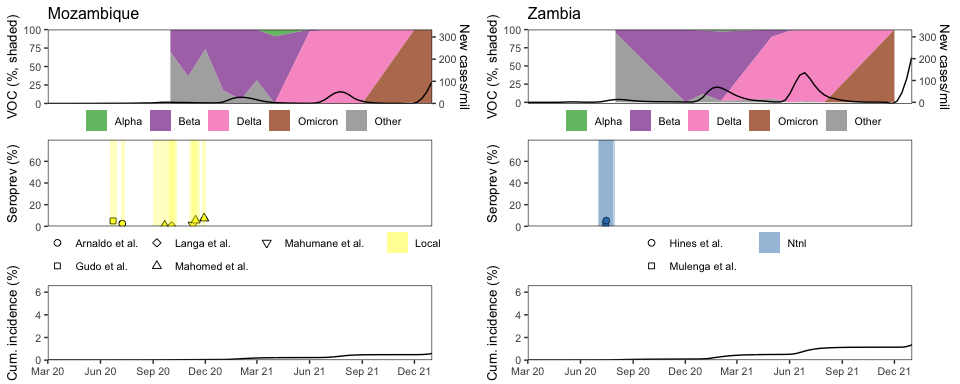 Mozambique
VOC (%, shaded)
100
75
50
25
0
300
200
100
0
New cases/mil
Alpha Beta Delta Omicron Other
Seroprev (%)
60
40
20
0
Arnaldo et al. Langa et al. Mahumane et al. Local
Gudo et al. Mahomed et al.
Cum. incidence (%)
6
4
2
0
Mar 20 Jun 20 Sep 20 Dec 20 Mar 21 Jun 21 Sep 21 Dec 21
Zambia
VOC (%, shaded)
100
75
50
25
0
300
200
100
0
New cases/mil
Alpha Beta Delta Omicron Other
Seroprev (%)
60
40
20
0
Hines et al. Ntnl
Mulenga et al.
Cum. incidence (%)
6
4
2
0
Mar 20 Jun 20 Sep 20 Dec 20 Mar 21 Jun 21 Sep 21 Dec 21